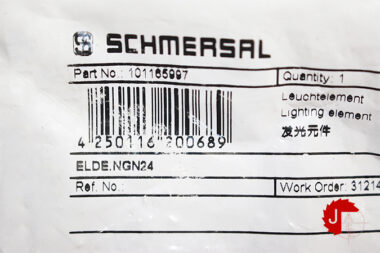 SCHMERSAL
Part No.: 101165997
Quantity: 1
Leuchtelement
Lighting element
发光元件
4 250116 200689
ELDE.NGN24
Ref. No.:
Work Order: 31214
J